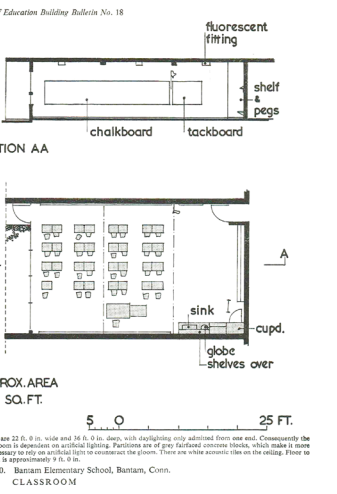 Education Building Bulletin No. 18
fluorescent
fitting
shelf
&
pegs
chalkboard
tackboard
TION AA
A
sink
cupd.
globe
shelves over
ROX. AREA
SQ. FT.
5 0 25 FT.
are 22 ft. 0 in. wide and 36 ft. 0 in. deep, with daylighting only admitted from one end. Consequently the
oom is dependent on artificial lighting. Partitions are of grey fairfaced concrete blocks, which make it more
essary to rely on artificial light to counteract the gloom. There are white acoustic tiles on the ceiling. Floor to
is approximately 9 ft. 0 in.
0. Bantam Elementary School, Bantam, Conn.
CLASSROOM